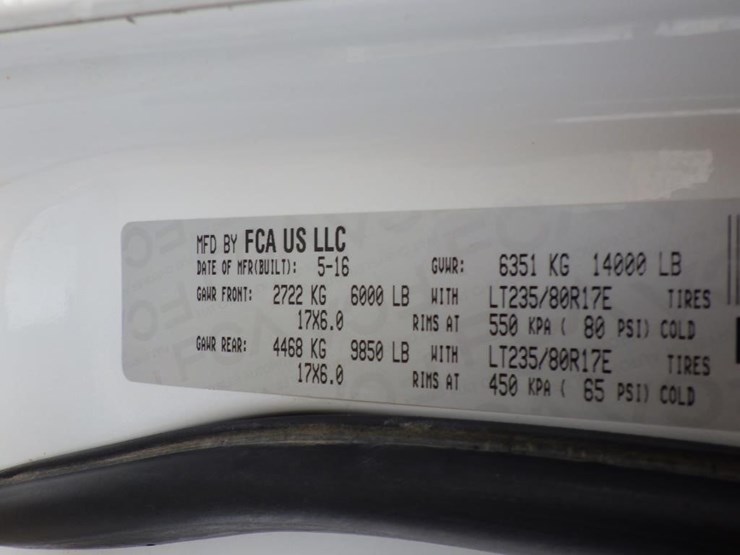 MFD BY FCA US LLC
DATE OF MFR(BUILT): 5-16 GVWR: 6351 KG 14000 LB
GAWR FRONT: 2722 KG 6000 LB WITH LT235/80R17E TIRES
17X6.0 RIMS AT 550 KPA ( 80 PSI) COLD
GAWR REAR: 4468 KG 9850 LB WITH LT235/80R17E TIRES
17X6.0 RIMS AT 450 KPA ( 65 PSI) COLD